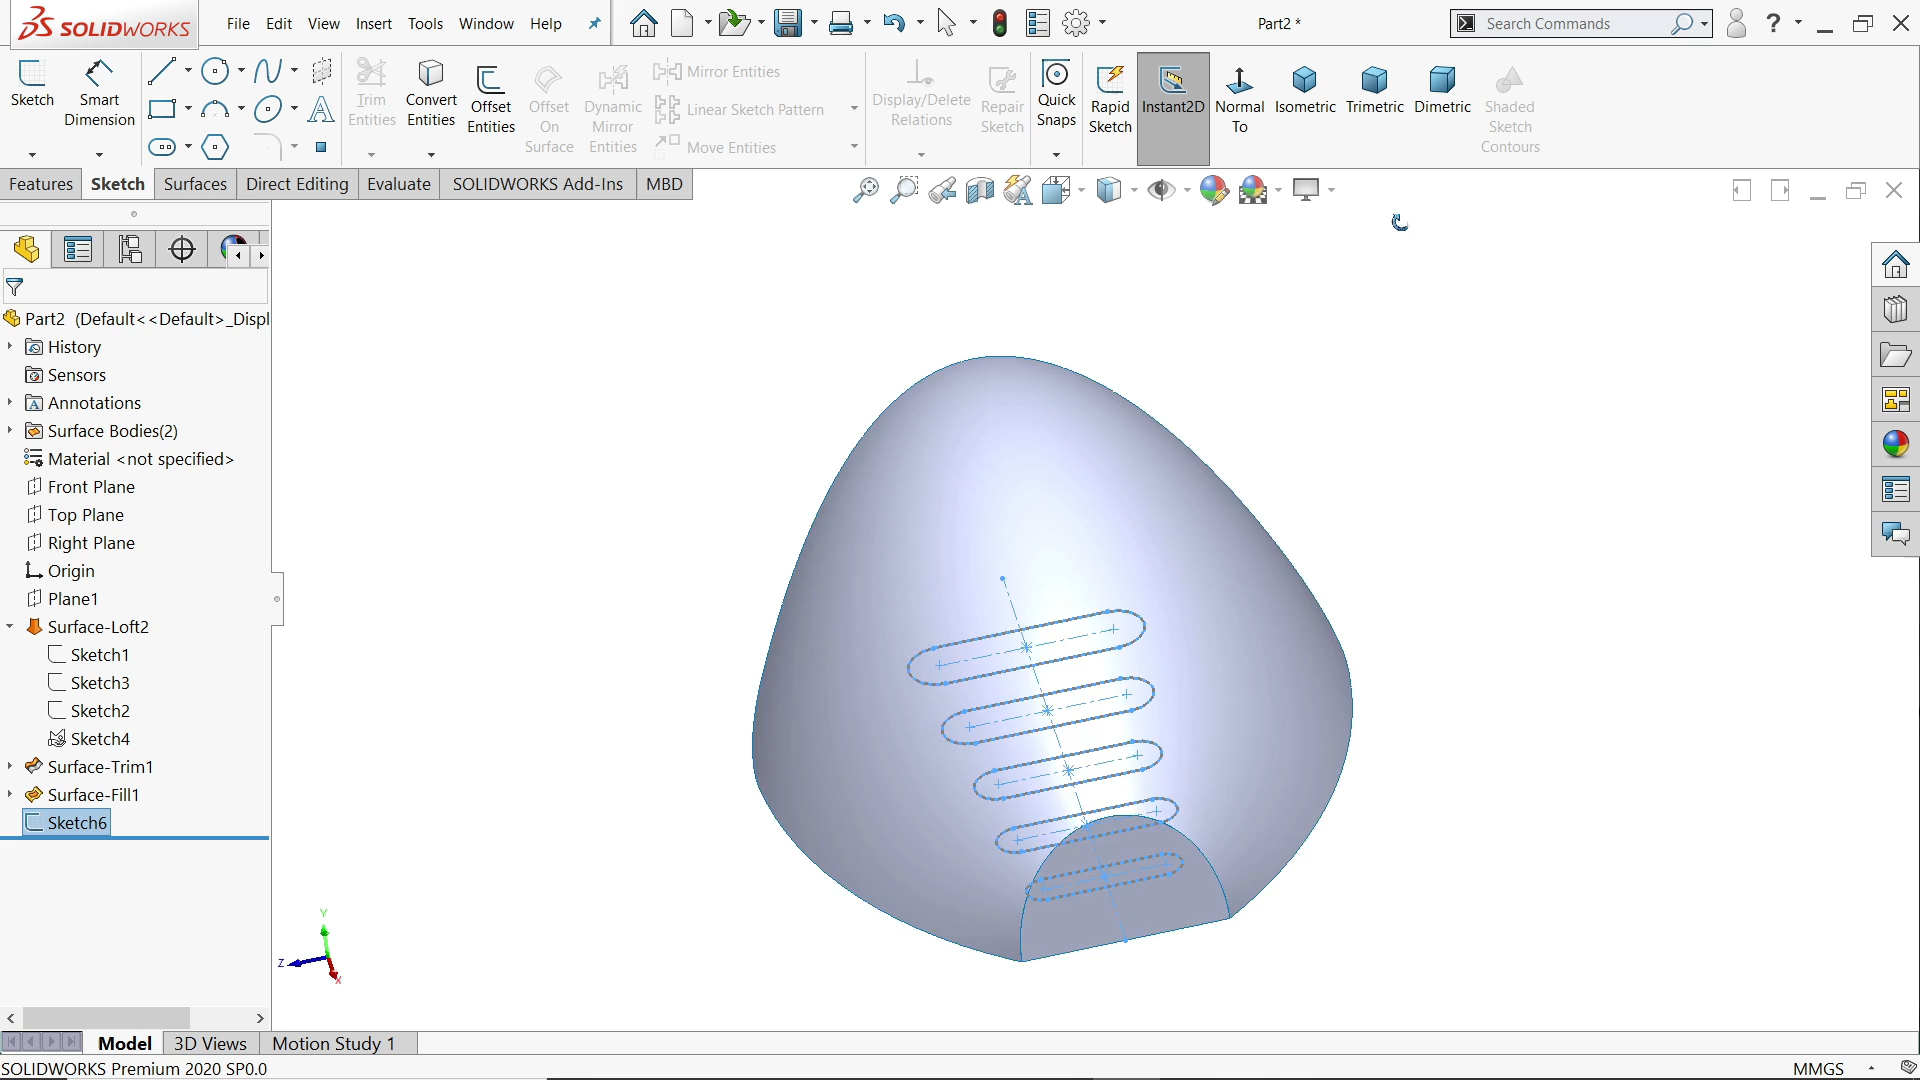 SOLIDWORKS File Edit View Insert Tools Window Help Part2 * Search Commands
Sketch Smart Dimension Trim Entities Convert Entities Offset Entities Offset On Surface Dynamic Mirror Entities Mirror Entities Linear Sketch Pattern Move Entities Display/Delete Relations Repair Sketch Quick Snaps Rapid Sketch Instant2D Normal To Isometric Trimetric Dimetric Shaded Sketch Contours
Features Sketch Surfaces Direct Editing Evaluate SOLIDWORKS Add-Ins MBD
Part2 (Default<<Default>_Displ
History
Sensors
Annotations
Surface Bodies(2)
Material <not specified>
Front Plane
Top Plane
Right Plane
Origin
Plane1
Surface-Loft2
Sketch1
Sketch3
Sketch2
Sketch4
Surface-Trim1
Surface-Fill1
Sketch6
Y
Z
X
Model 3D Views Motion Study 1
SOLIDWORKS Premium 2020 SP0.0 MMGS